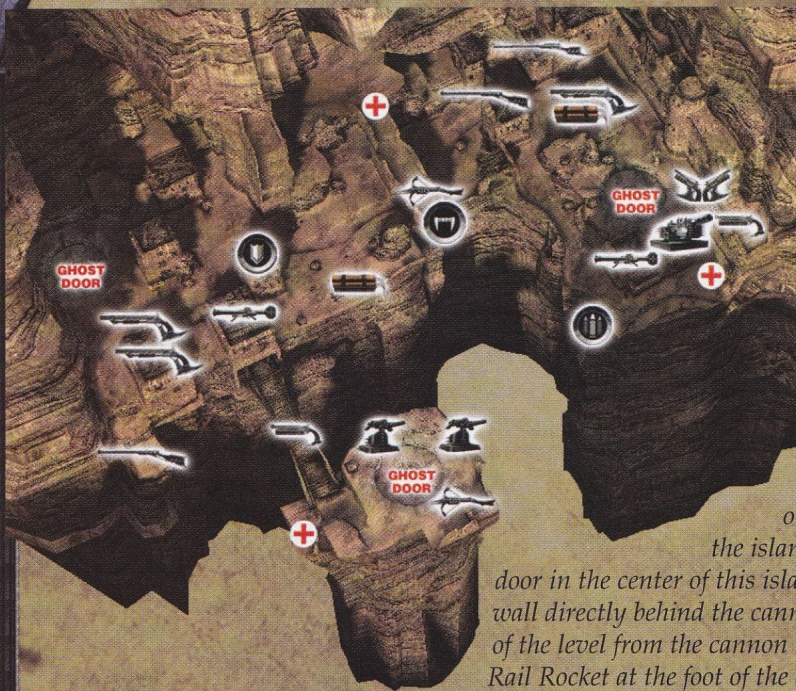 GHOST
DOOR
GHOST
DOOR
GHOST
DOOR
the islan
door in the center of this isla
wall directly behind the cann
of the level from the cannon
Rail Rocket at the foot of the